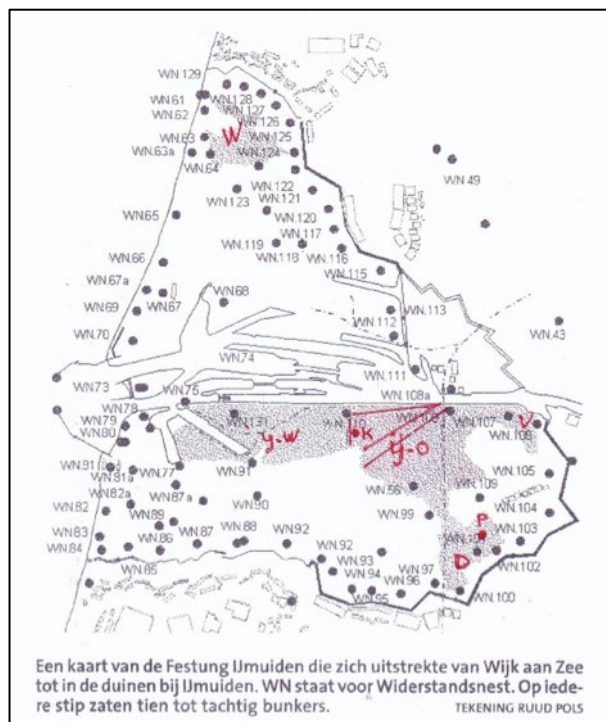 WN.129
WN.61
WN.128
WN.62
WN.127
WN.126
WN.63
W
WN.125
WN.63a
WN.124
WN.64
WN.49
WN.122
WN.123
WN.121
WN.65
WN.120
WN.117
WN.119
WN.118
WN.116
WN.66
WN.115
WN.67a
WN.67
WN.68
WN.69
WN.113
WN.112
WN.43
WN.70
WN.74
WN.111
WN.73
WN.75
WN.108a
WN.78
WN.131
WN.107
V
WN.79
WN.80
y-W
K
y-O
WN.81
WN.77
WN.91
WN.81a
WN.105
WN.82a
WN.56
WN.109
WN.82
WN.87a
WN.90
WN.104
WN.89
WN.99
P
WN.103
WN.83
WN.88
WN.84
WN.86
WN.87
WN.92
WN.92
WN.93
D
WN.102
WN.85
WN.94
WN.97
WN.96
WN.95
WN.100
Een kaart van de Festung IJmuiden die zich uitstrekte van Wijk aan Zee
tot in de duinen bij IJmuiden. WN staat voor Widerstandsnest. Op iede-
re stip zaten tien tot tachtig bunkers.
TEKENING RUUD POLS